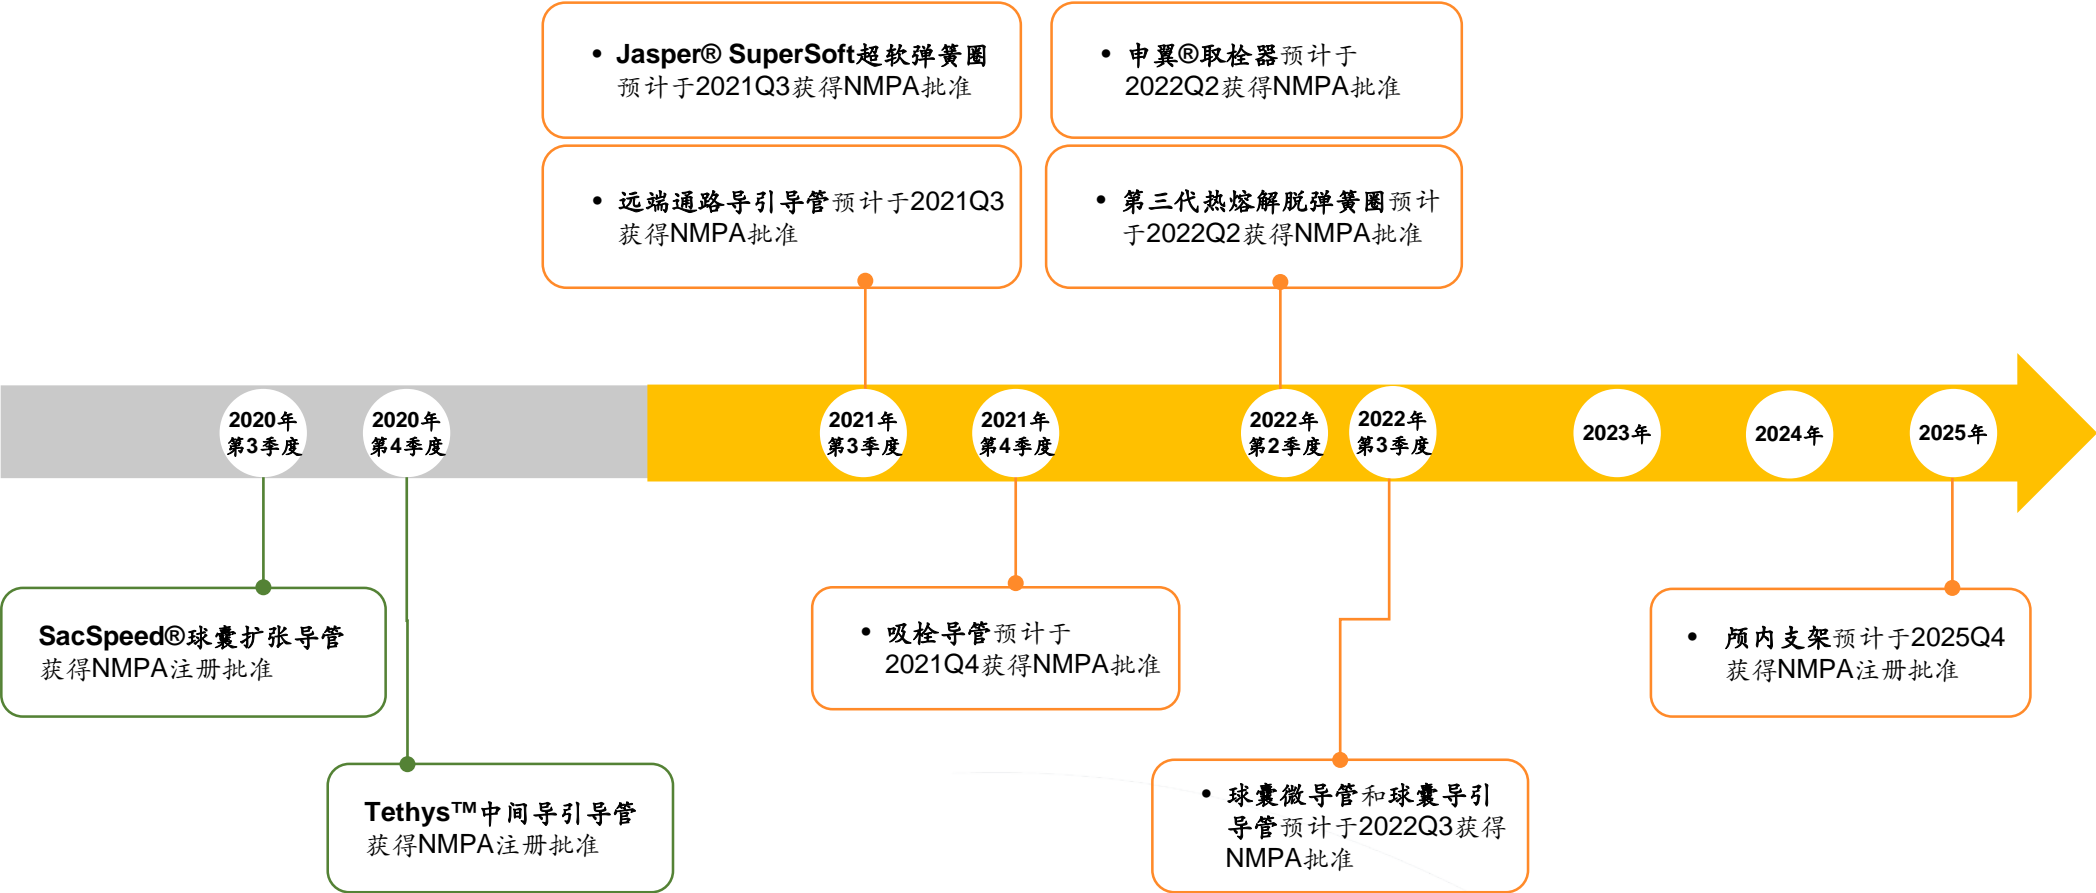 • Jasper® SuperSoft超软弹簧圈
预计于2021Q3获得NMPA批准
• 申翼®取栓器预计于
2022Q2获得NMPA批准
• 远端通路导引导管预计于2021Q3
获得NMPA批准
• 第三代热熔解脱弹簧圈预计
于2022Q2获得NMPA批准
2020年
第3季度
2020年
第4季度
2021年
第3季度
2021年
第4季度
2022年
第2季度
2022年
第3季度
2023年
2024年
2025年
SacSpeed®球囊扩张导管
获得NMPA注册批准
• 吸栓导管预计于
2021Q4获得NMPA批准
• 颅内支架预计于2025Q4
获得NMPA注册批准
Tethys™中间导引导管
获得NMPA注册批准
• 球囊微导管和球囊导引
导管预计于2022Q3获得
NMPA批准